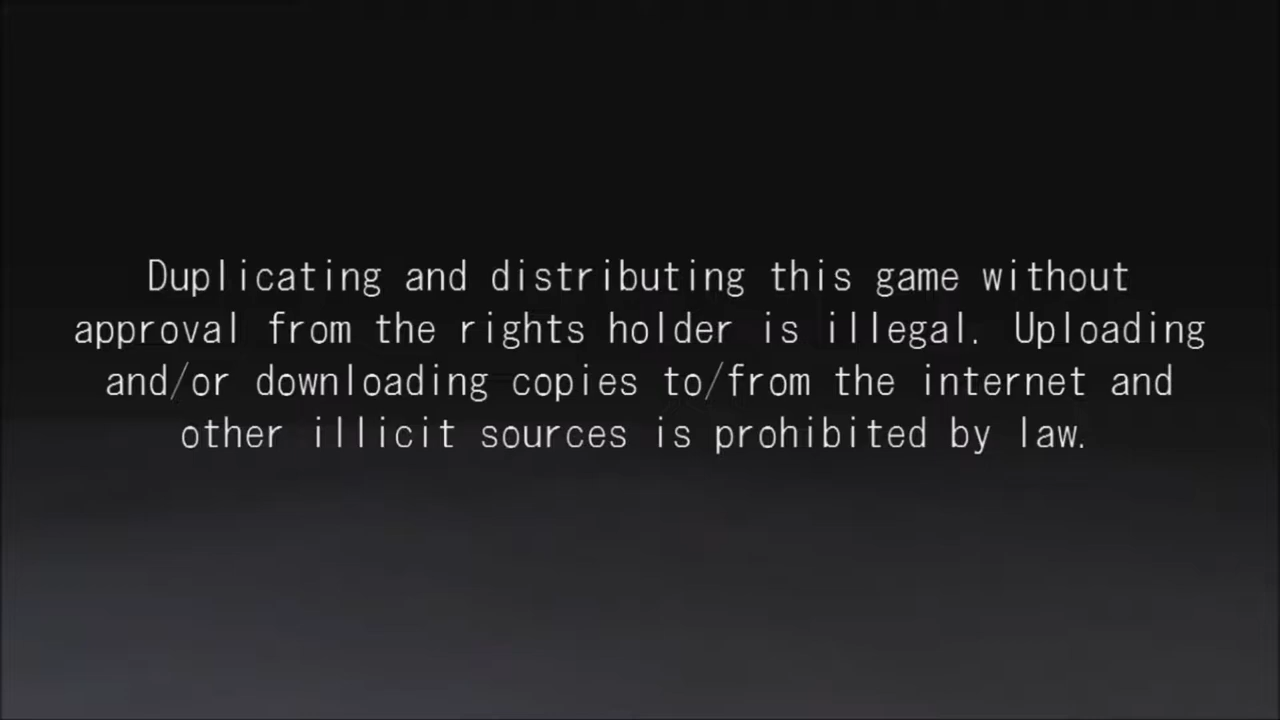 Duplicating and distributing this game without
approval from the rights holder is illegal. Uploading
and/or downloading copies to/from the internet and
other illicit sources is prohibited by law.